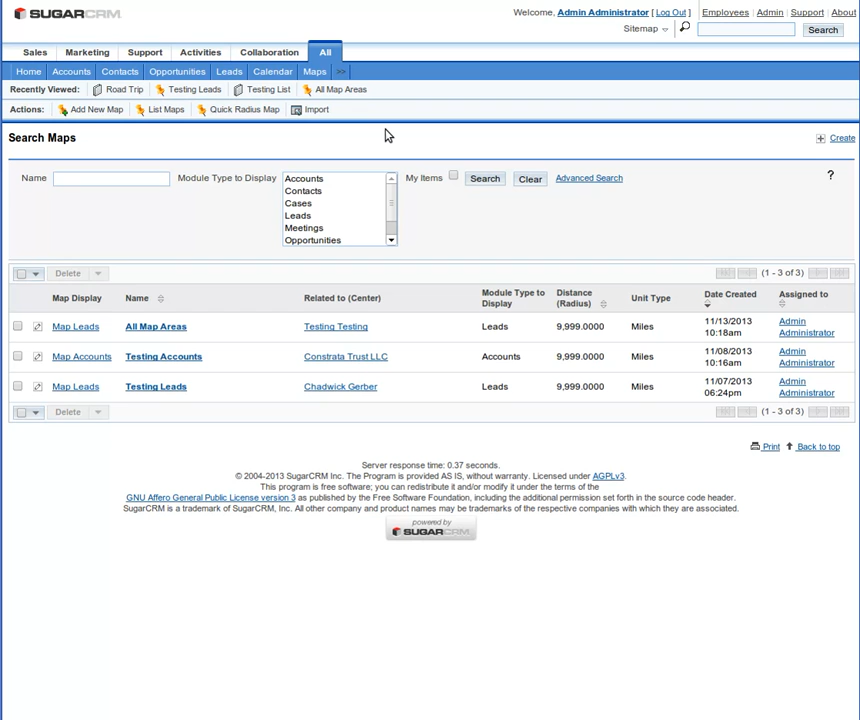 SUGARCRM
Welcome, Admin Administrator [ Log Out ] Employees | Admin | Support | About
Sitemap Search
Sales Marketing Support Activities Collaboration All
Home Accounts Contacts Opportunities Leads Calendar Maps >>
Recently Viewed: Road Trip Testing Leads Testing List All Map Areas
Actions: Add New Map List Maps Quick Radius Map Import
Search Maps
Create
Name Module Type to Display My Items Search Clear Advanced Search ?
Accounts
Contacts
Cases
Leads
Meetings
Opportunities
Delete (1 - 3 of 3)
Map Display Name Related to (Center) Module Type to Display Distance (Radius) Unit Type Date Created Assigned to
Map Leads All Map Areas Testing Testing Leads 9,999.0000 Miles 11/13/2013 10:18am Admin Administrator
Map Accounts Testing Accounts Constrata Trust LLC Accounts 9,999.0000 Miles 11/08/2013 10:16am Admin Administrator
Map Leads Testing Leads Chadwick Gerber Leads 9,999.0000 Miles 11/07/2013 06:24pm Admin Administrator
Delete (1 - 3 of 3)
Print Back to top
Server response time: 0.37 seconds.
© 2004-2013 SugarCRM Inc. The Program is provided AS IS, without warranty. Licensed under AGPLv3.
This program is free software; you can redistribute it and/or modify it under the terms of the
GNU Affero General Public License version 3 as published by the Free Software Foundation, including the additional permission set forth in the source code header.
SugarCRM is a trademark of SugarCRM, Inc. All other company and product names may be trademarks of the respective companies with which they are associated.
powered by
SUGARCRM